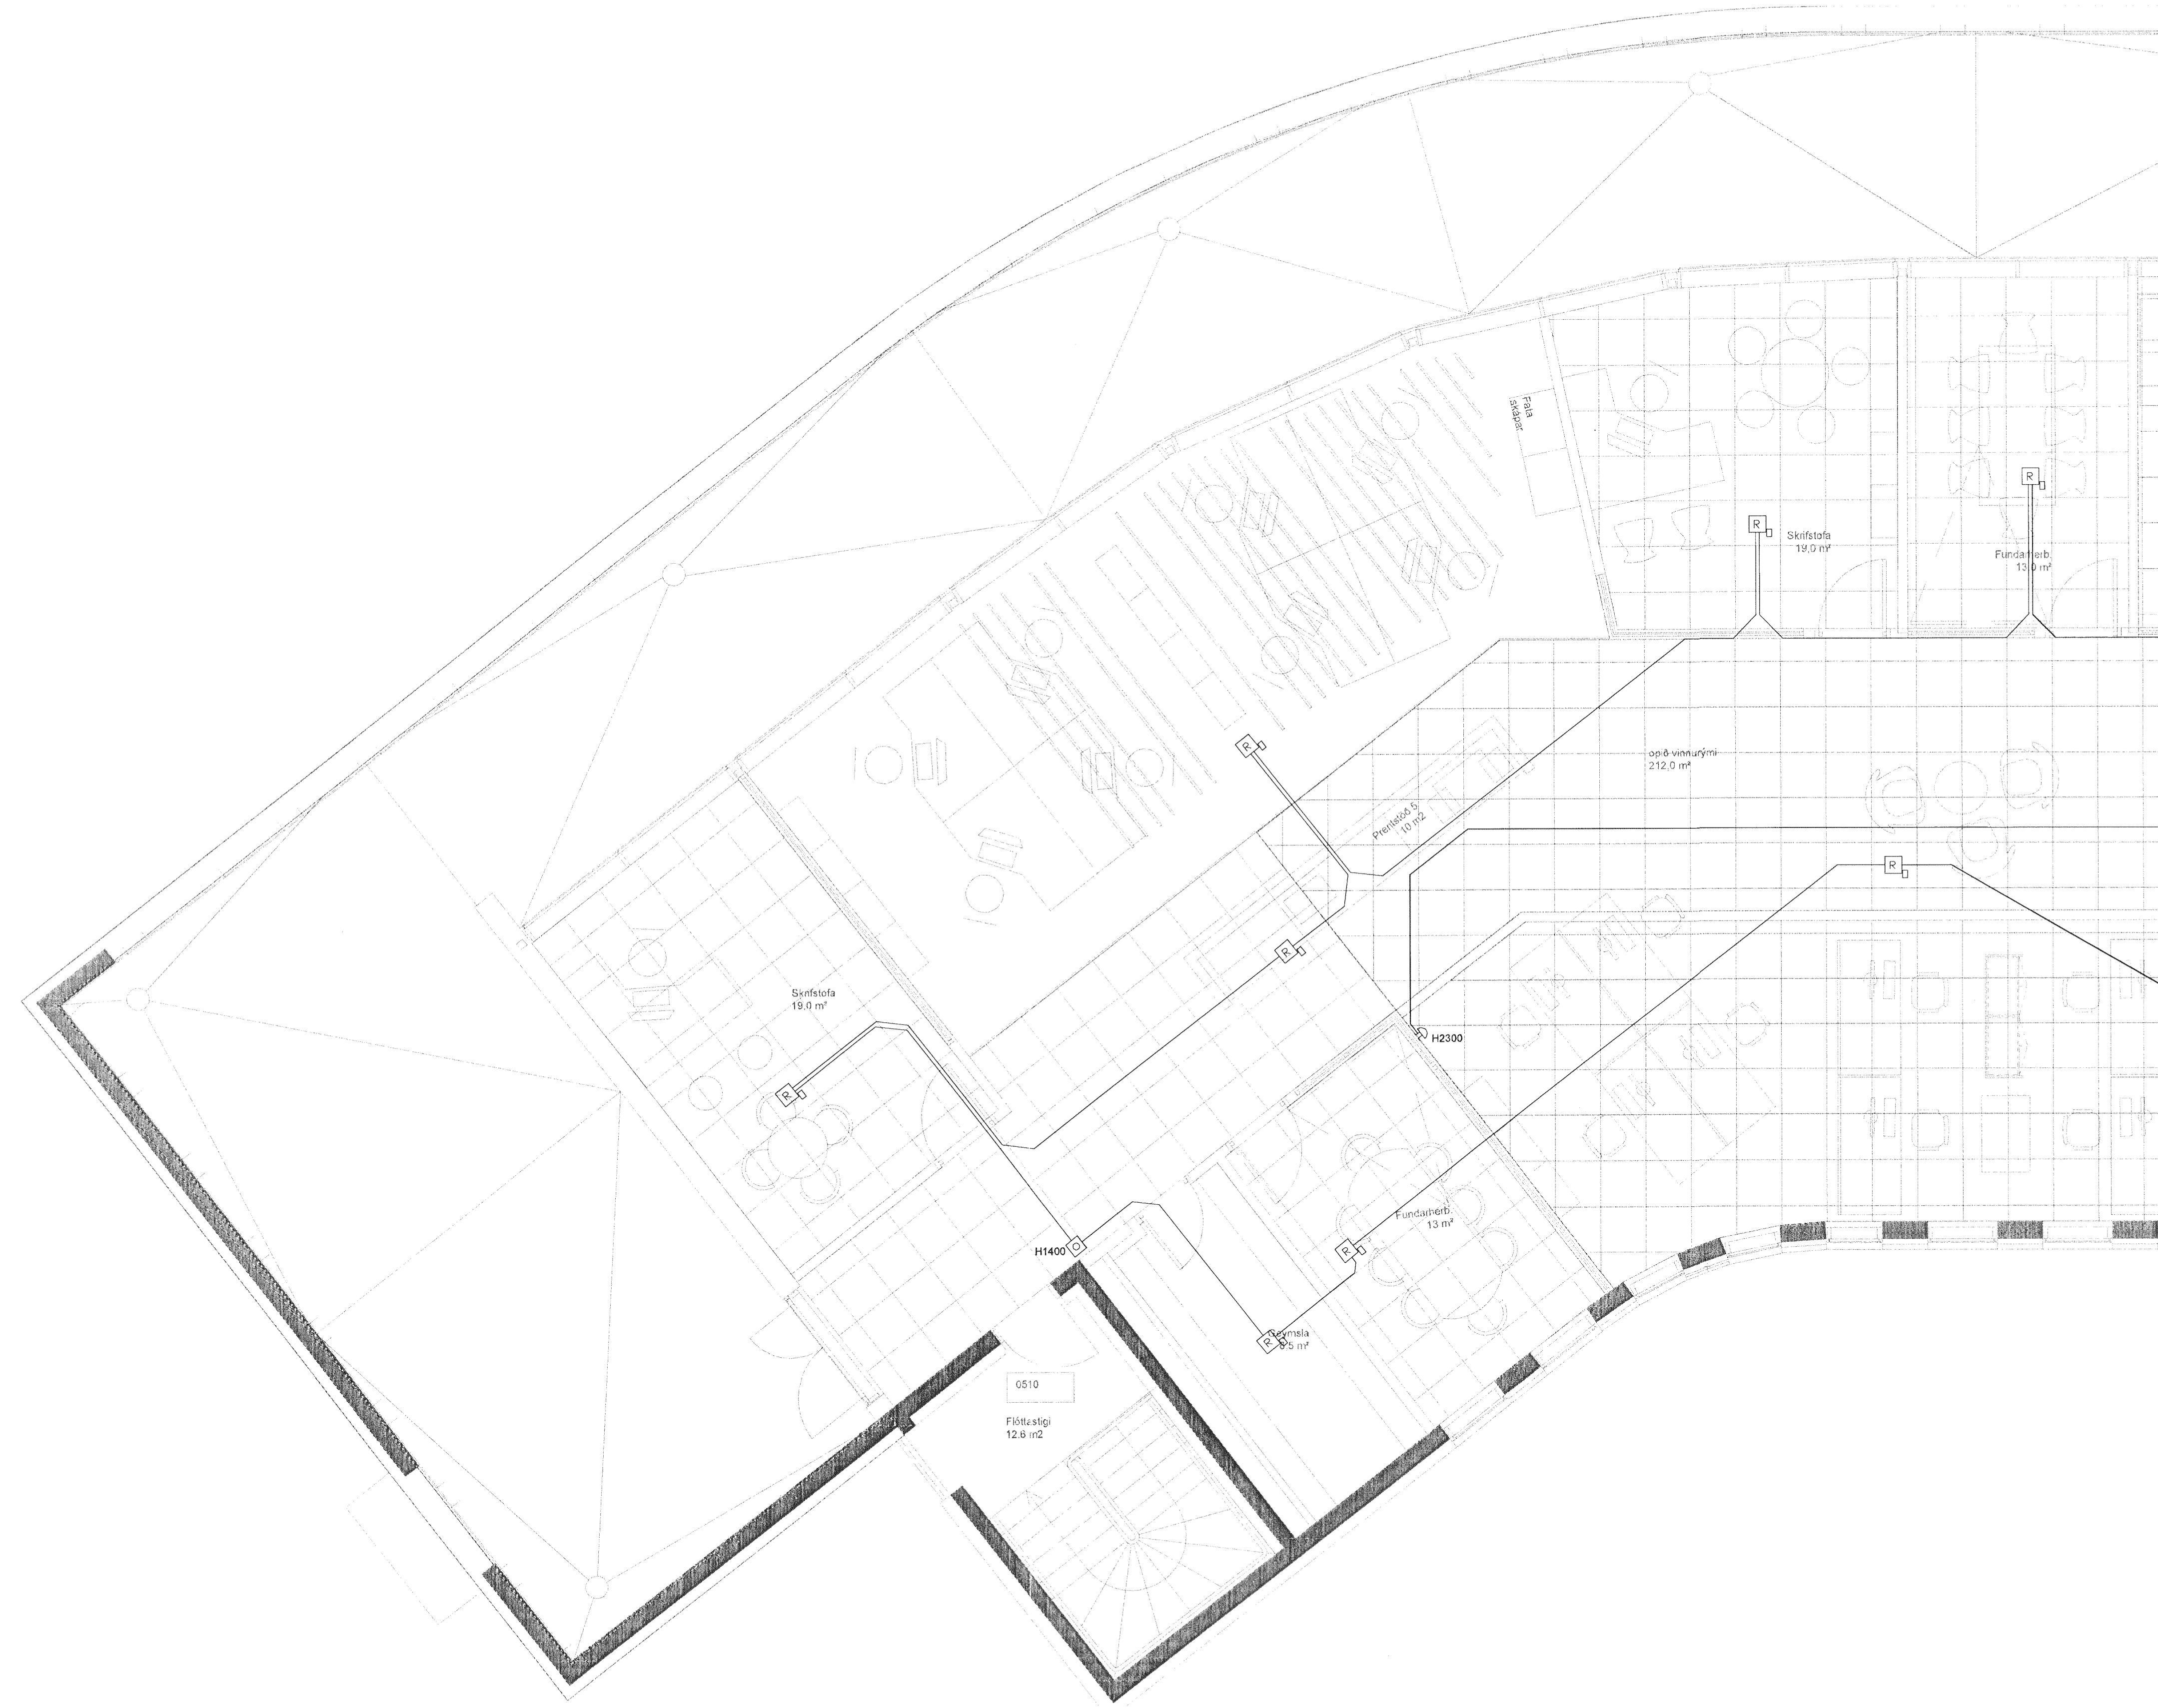 Fata
skápar
R
R
Skrifstofa
19,0 m²
Fundarherb.
13,0 m²
R
opið vinnurými
212,0 m²
Prentstöð 5
10 m2
R
R
Skrifstofa
19,0 m²
H2300
R
Fundarherb.
13 m²
H1400
R
Geymsla
R
0510
Flóttastigi
12.6 m2